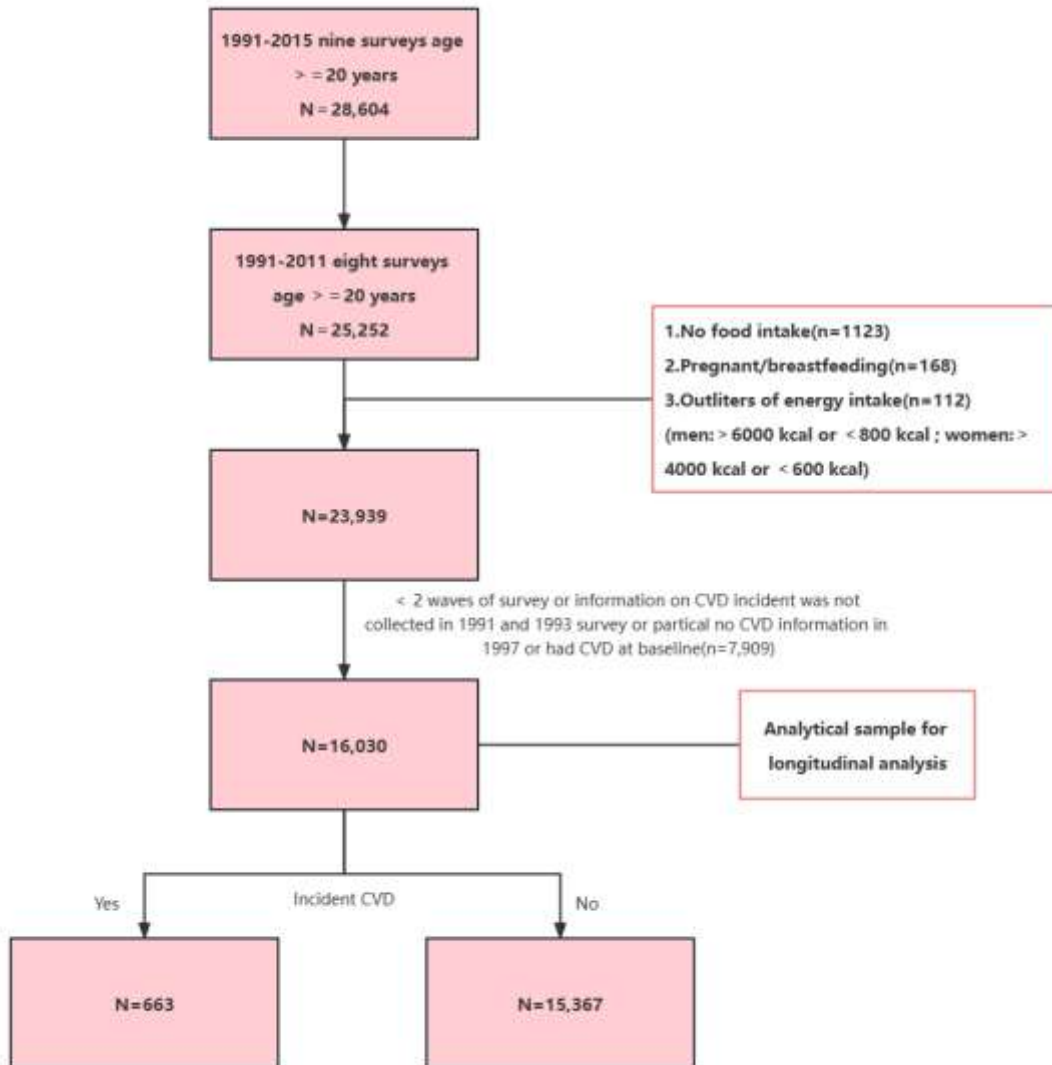 1991-2015 nine surveys age
> = 20 years
N = 28,604
1991-2011 eight surveys
age > = 20 years
N = 25,252
1.No food intake(n=1123)
2.Pregnant/breastfeeding(n=168)
3.Outliters of energy intake(n=112)
(men: > 6000 kcal or < 800 kcal ; women: >
4000 kcal or < 600 kcal)
N=23,939
< 2 waves of survey or information on CVD incident was not
collected in 1991 and 1993 survey or partical no CVD information in
1997 or had CVD at baseline(n=7,909)
N=16,030
Analytical sample for
longitudinal analysis
Yes
Incident CVD
No
N=663
N=15,367